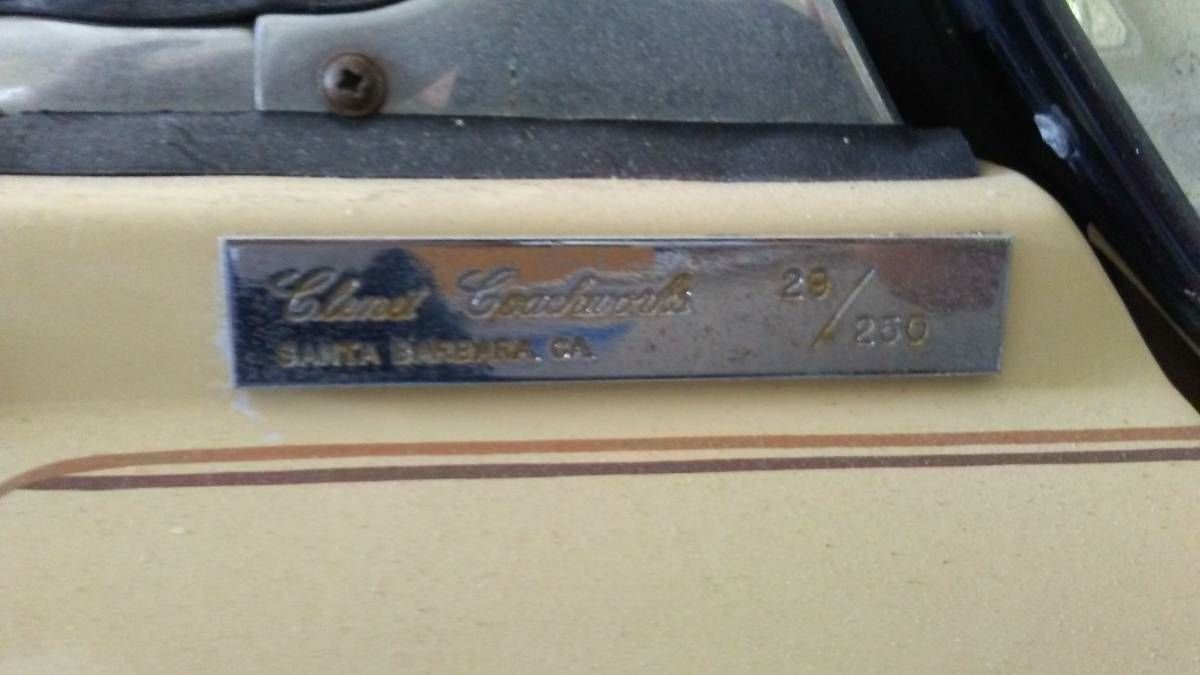 Clenet Coachworks 29/250
SANTA BARBARA, CA.